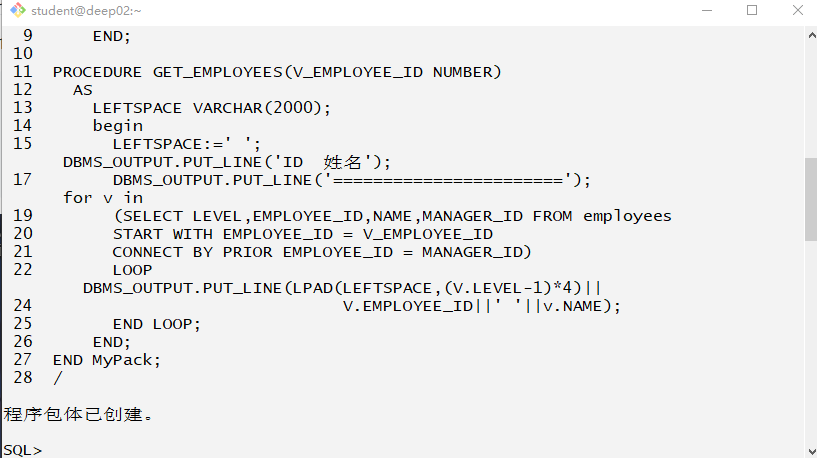 student@deep02:~
9 END;
10
11 PROCEDURE GET_EMPLOYEES(V_EMPLOYEE_ID NUMBER)
12 AS
13 LEFTSPACE VARCHAR(2000);
14 begin
15 LEFTSPACE:=' ';
DBMS_OUTPUT.PUT_LINE('ID 姓名');
17 DBMS_OUTPUT.PUT_LINE('=======================');
for v in
19 (SELECT LEVEL,EMPLOYEE_ID,NAME,MANAGER_ID FROM employees
20 START WITH EMPLOYEE_ID = V_EMPLOYEE_ID
21 CONNECT BY PRIOR EMPLOYEE_ID = MANAGER_ID)
22 LOOP
DBMS_OUTPUT.PUT_LINE(LPAD(LEFTSPACE,(V.LEVEL-1)*4)||
24 V.EMPLOYEE_ID||' '||v.NAME);
25 END LOOP;
26 END;
27 END MyPack;
28 /
程序包体已创建。
SQL>